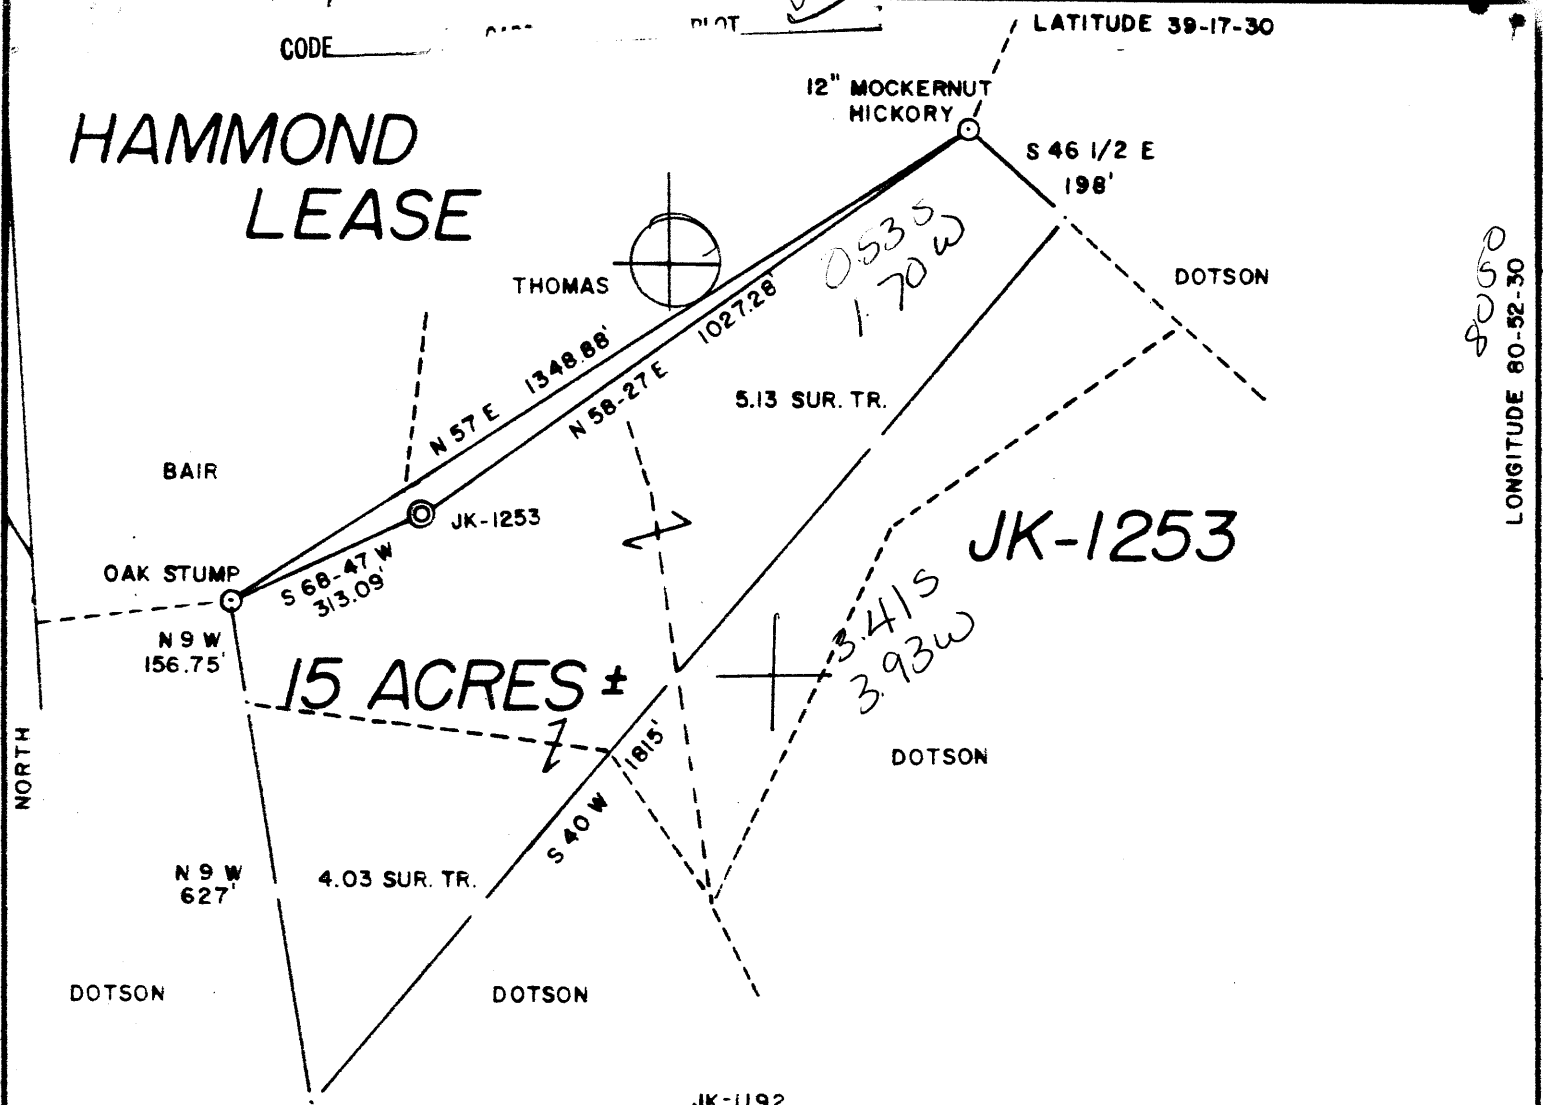 CODE
PLOT
LATITUDE 39-17-30
12" MOCKERNUT
HICKORY
HAMMOND
LEASE
S 46 1/2 E
198'
0.53 S
1.70 W
THOMAS
DOTSON
8050
LONGITUDE 80-52-30
1027.28'
N 58-27 E
1348.88'
N 57 E
5.13 SUR. TR.
BAIR
JK-1253
JK-1253
OAK STUMP
S 68-47 W
313.09'
N 9 W
156.75'
15 ACRES ±
3.41 S
3.93 W
NORTH
1815'
S 40 W
DOTSON
N 9 W
627'
4.03 SUR. TR.
DOTSON
DOTSON
JK-1192